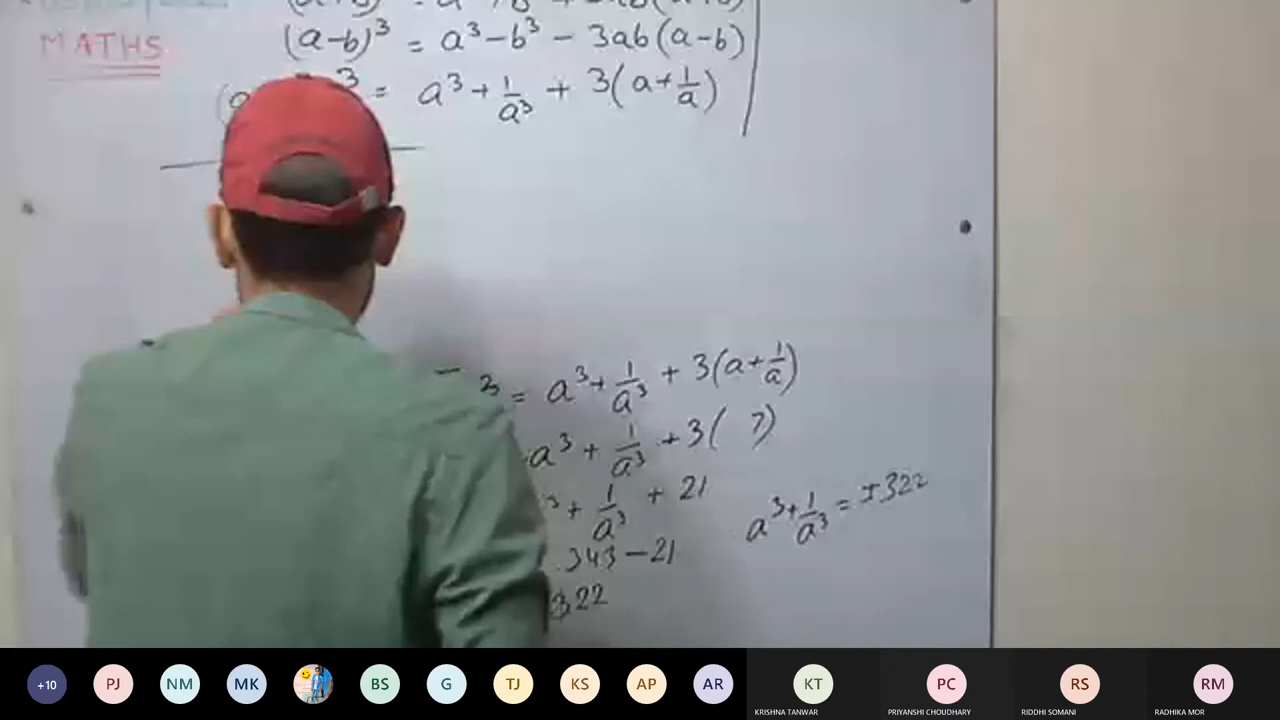 MATHS
(a-b)³ = a³-b³ - 3ab(a-b)
³ = a³+1/a³ + 3(a+1/a)
³ = a³+1/a³ + 3(a+1/a)
a³ + 1/a³ +3( 7)
³ + 1/a³ + 21
a³+1/a³ = ±322
343-21
322
+10 PJ NM MK BS G TJ KS AP AR KT PC RS RM
KRISHNA TANWAR PRIYANSHI CHOUDHARY RIDDHI SOMANI RADHIKA MOR